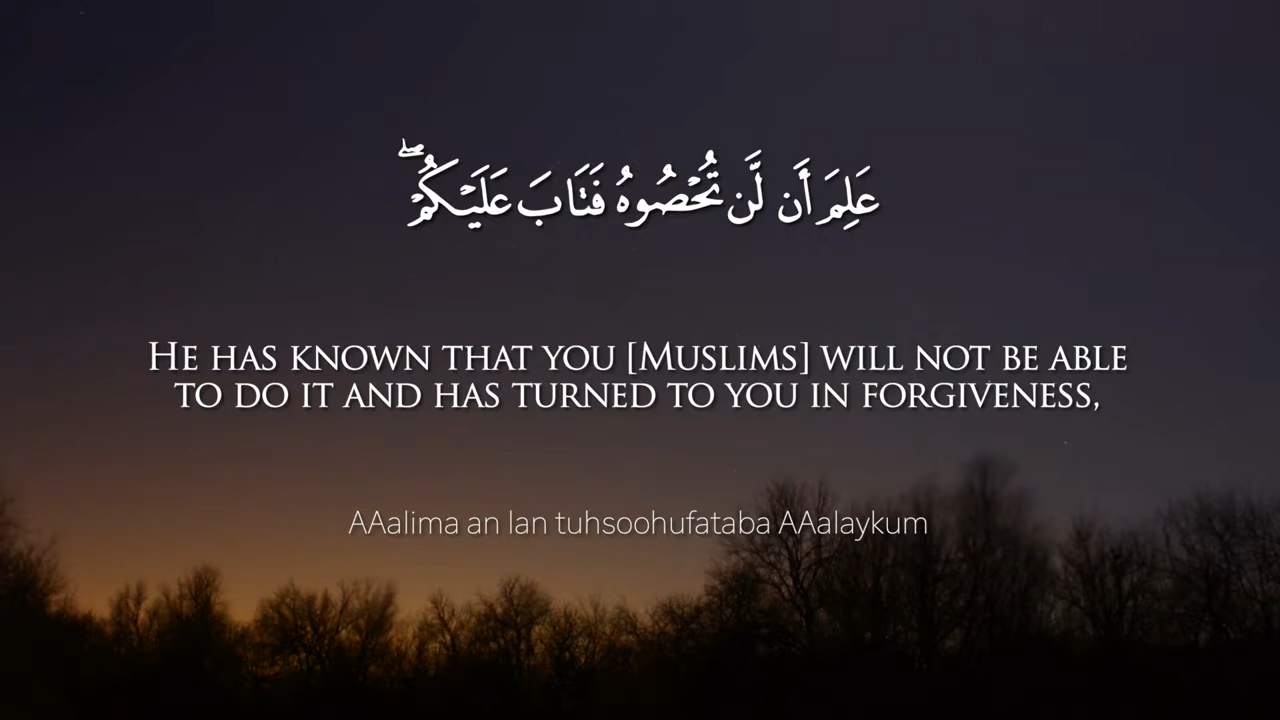 عَلِمَ أَن لَّن تُحْصُوهُ فَتَابَ عَلَيْكُمْ ۖ
He has known that you [Muslims] will not be able
to do it and has turned to you in forgiveness,
AAalima an lan tuhsoohufataba AAalaykum